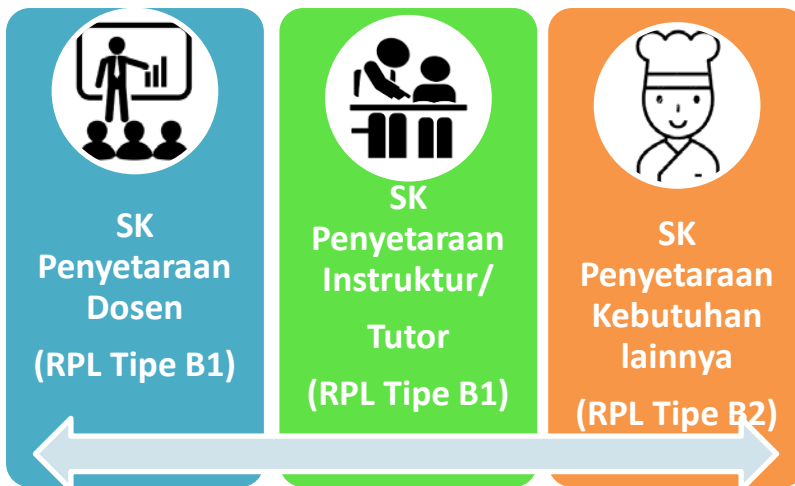 SK
Penyetaraan
Dosen
(RPL Tipe B1)
SK
Penyetaraan
Instruktur/
Tutor
(RPL Tipe B1)
SK
Penyetaraan
Kebutuhan
lainnya
(RPL Tipe B2)